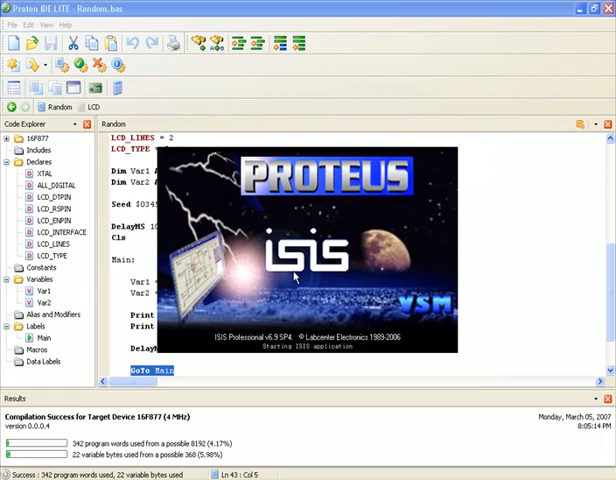 Proton IDE LITE - Random.bas
File Edit View Help
Random LCD
Code Explorer
Random
16F877
Includes
Declares
XTAL
ALL_DIGITAL
LCD_DTPIN
LCD_RSPIN
LCD_ENPIN
LCD_INTERFACE
LCD_LINES
LCD_TYPE
Constants
Variables
Var1
Var2
Alias and Modifiers
Labels
Main
Macros
Data Labels
LCD_LINES = 2
LCD_TYPE =
Dim Var1
Dim Var2
Seed $0345
DelayMS 10
Cls
Main:
Var1 =
Var2 =
Print
Print
GoTo Main
PROTEUS
isis
VSM
ISIS Professional v6.9 SP4. © Labcenter Electronics 1989-2006
Starting ISIS application
Results
Compilation Success for Target Device 16F877 (4 MHz)
version 0.0.0.4
Monday, March 05, 2007
8:05:14 PM
342 program words used from a possible 8192 (4.17%)
22 variable bytes used from a possible 368 (5.98%)
Success : 342 program words used, 22 variable bytes used
Ln 43 : Col 5